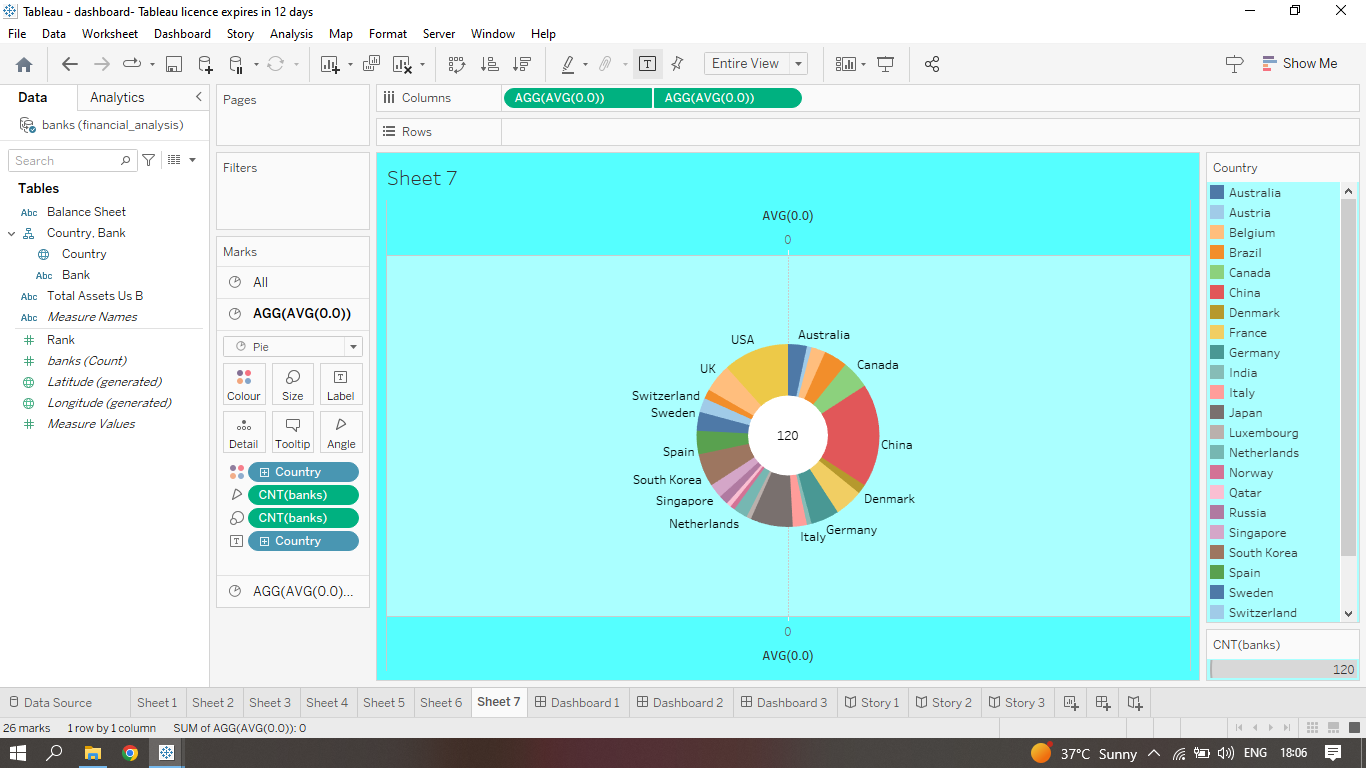 Tableau - dashboard- Tableau licence expires in 12 days
File Data Worksheet Dashboard Story Analysis Map Format Server Window Help
Entire View
Show Me
Data Analytics
banks (financial_analysis)
Search
Tables
Abc Balance Sheet
Country, Bank
Country
Abc Bank
Abc Total Assets Us B
Abc Measure Names
Rank
banks (Count)
Latitude (generated)
Longitude (generated)
Measure Values
Pages
Filters
Marks
All
AGG(AVG(0.0))
Pie
Colour Size Label
Detail Tooltip Angle
Country
CNT(banks)
CNT(banks)
Country
AGG(AVG(0.0)...
Columns AGG(AVG(0.0)) AGG(AVG(0.0))
Rows
Sheet 7
AVG(0.0)
0
USA
Australia
UK
Canada
Switzerland
Sweden
China
Spain
South Korea
Denmark
Singapore
Netherlands
Germany
Italy
120
0
AVG(0.0)
Country
Australia
Austria
Belgium
Brazil
Canada
China
Denmark
France
Germany
India
Italy
Japan
Luxembourg
Netherlands
Norway
Qatar
Russia
Singapore
South Korea
Spain
Sweden
Switzerland
CNT(banks)
120
Data Source Sheet 1 Sheet 2 Sheet 3 Sheet 4 Sheet 5 Sheet 6 Sheet 7 Dashboard 1 Dashboard 2 Dashboard 3 Story 1 Story 2 Story 3
26 marks 1 row by 1 column SUM of AGG(AVG(0.0)): 0
37°C Sunny ENG 18:06